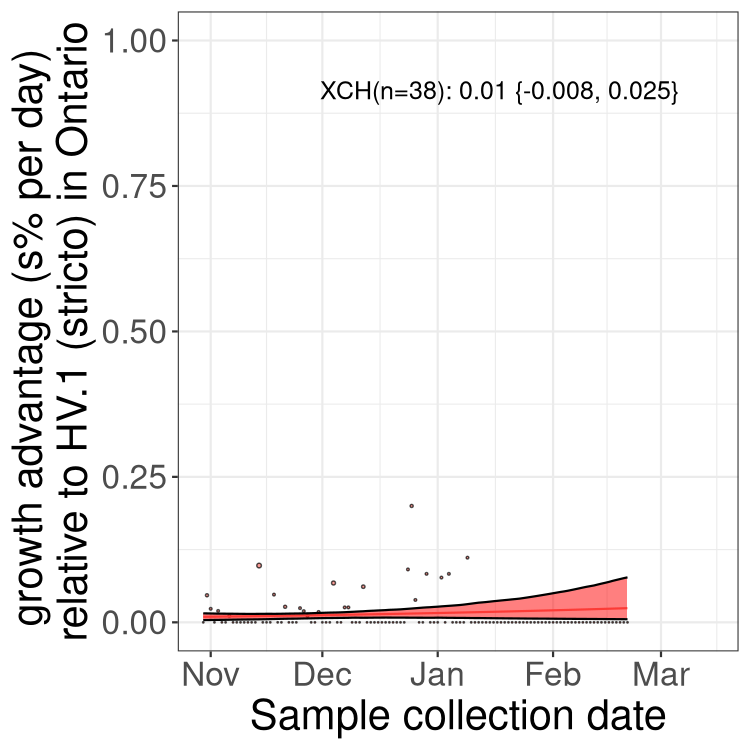 growth advantage (s% per day)
relative to HV.1 (stricto) in Ontario
1.00
XCH(n=38): 0.01 {-0.008, 0.025}
0.75
0.50
0.25
0.00
Nov Dec Jan Feb Mar
Sample collection date